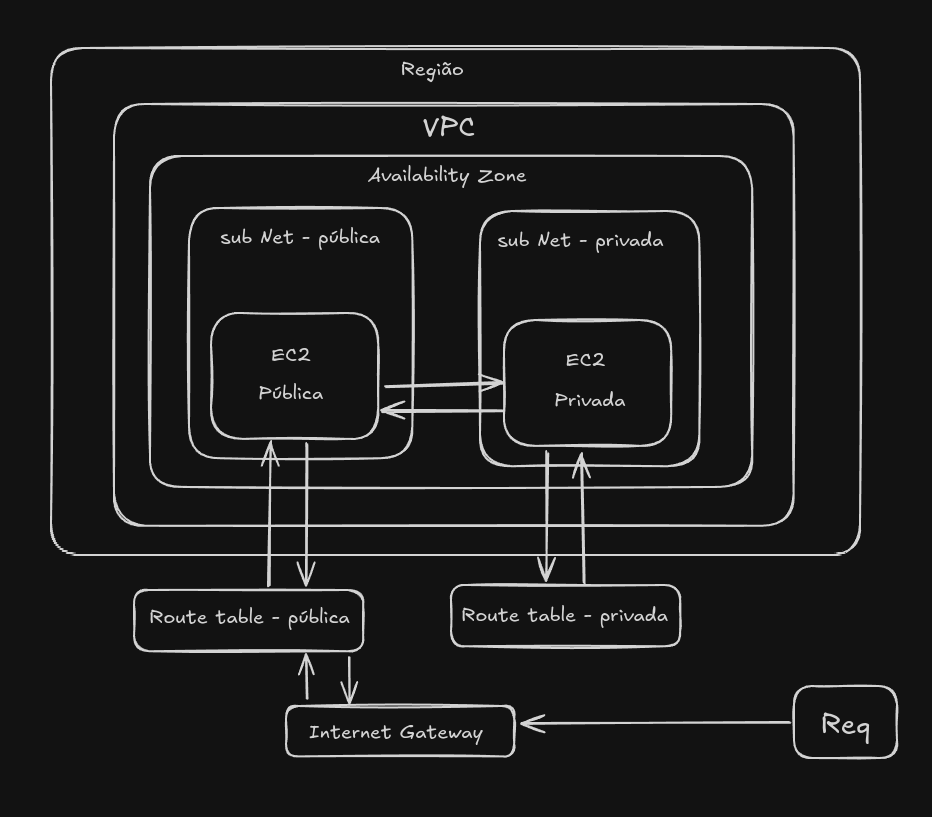 Região
VPC
Availability Zone
sub Net - pública
sub Net - privada
EC2
Pública
EC2
Privada
Route table - pública
Route table - privada
Internet Gateway
Req